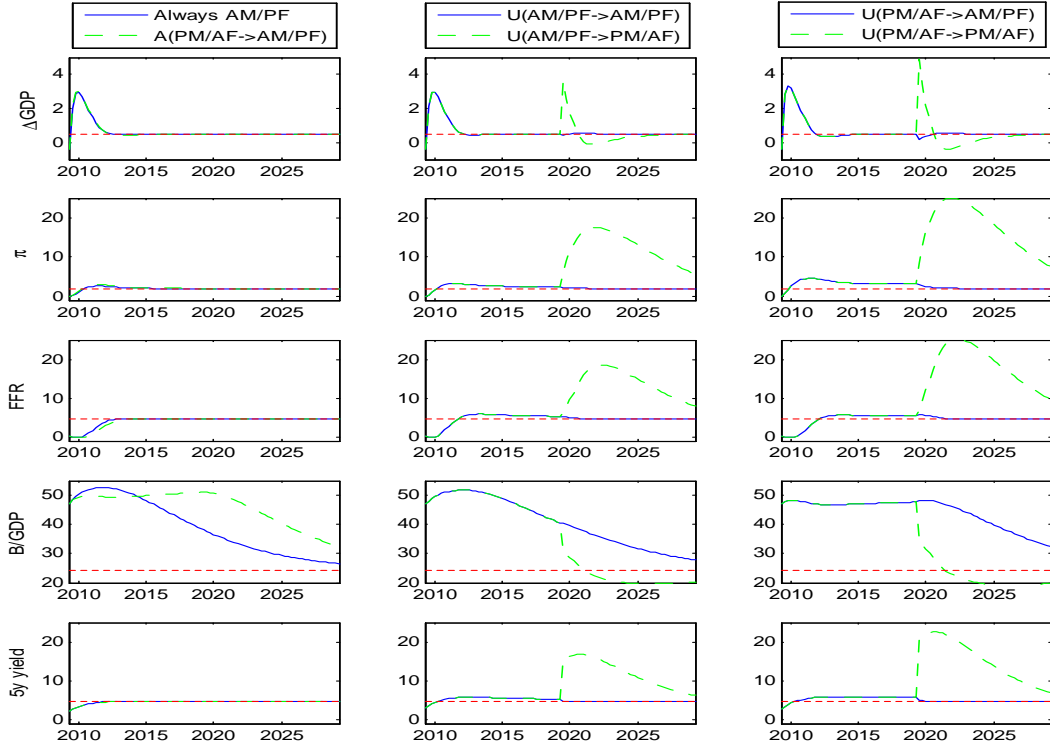 Always AM/PF
A(PM/AF->AM/PF)
U(AM/PF->AM/PF)
U(AM/PF->PM/AF)
U(PM/AF->AM/PF)
U(PM/AF->PM/AF)
ΔGDP
4
2
0
2010 2015 2020 2025
4
2
0
2010 2015 2020 2025
4
2
0
2010 2015 2020 2025
π
20
10
0
2010 2015 2020 2025
20
10
0
2010 2015 2020 2025
20
10
0
2010 2015 2020 2025
FFR
20
10
0
2010 2015 2020 2025
20
10
0
2010 2015 2020 2025
20
10
0
2010 2015 2020 2025
B/GDP
50
40
30
20
2010 2015 2020 2025
50
40
30
20
2010 2015 2020 2025
50
40
30
20
2010 2015 2020 2025
5y yield
20
10
0
2010 2015 2020 2025
20
10
0
2010 2015 2020 2025
20
10
0
2010 2015 2020 2025